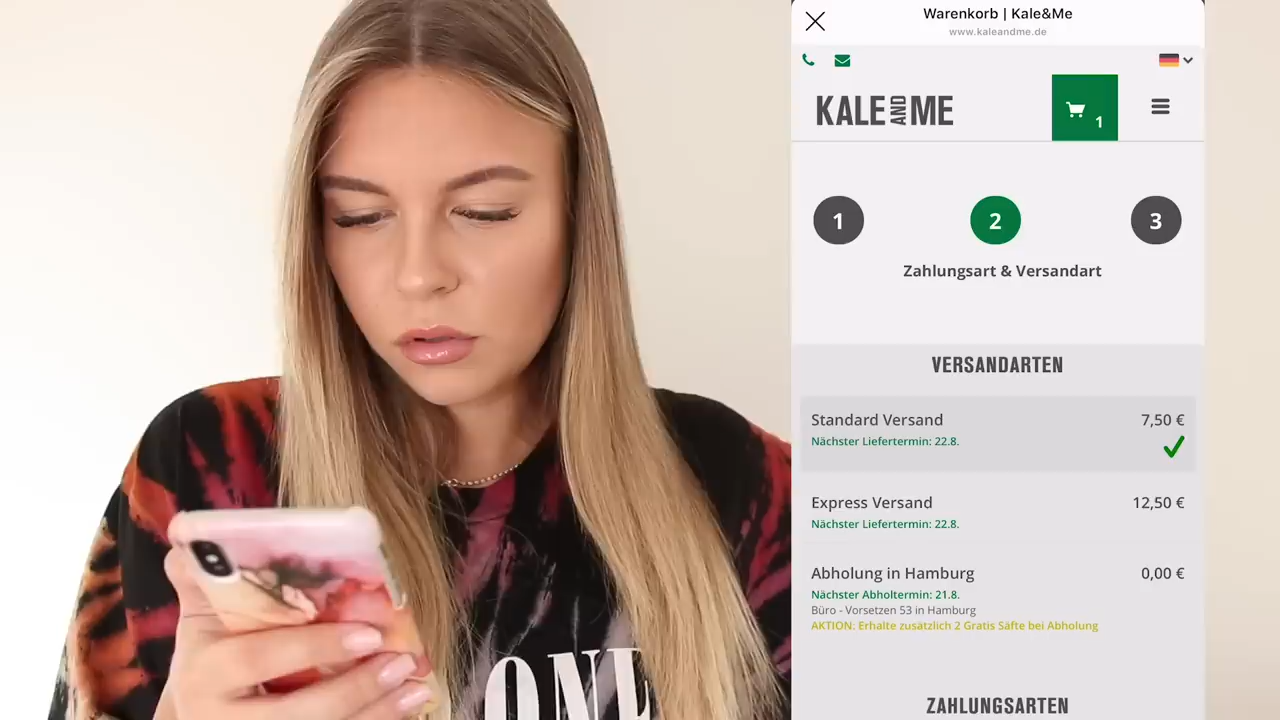 Warenkorb | Kale&Me
www.kaleandme.de
KALE AND ME
1
1
2
3
Zahlungsart & Versandart
VERSANDARTEN
Standard Versand 7,50 €
Nächster Liefertermin: 22.8.
Express Versand 12,50 €
Nächster Liefertermin: 22.8.
Abholung in Hamburg 0,00 €
Nächster Abholtermin: 21.8.
Büro - Vorsetzen 53 in Hamburg
AKTION: Erhalte zusätzlich 2 Gratis Säfte bei Abholung
ZAHLUNGSARTEN